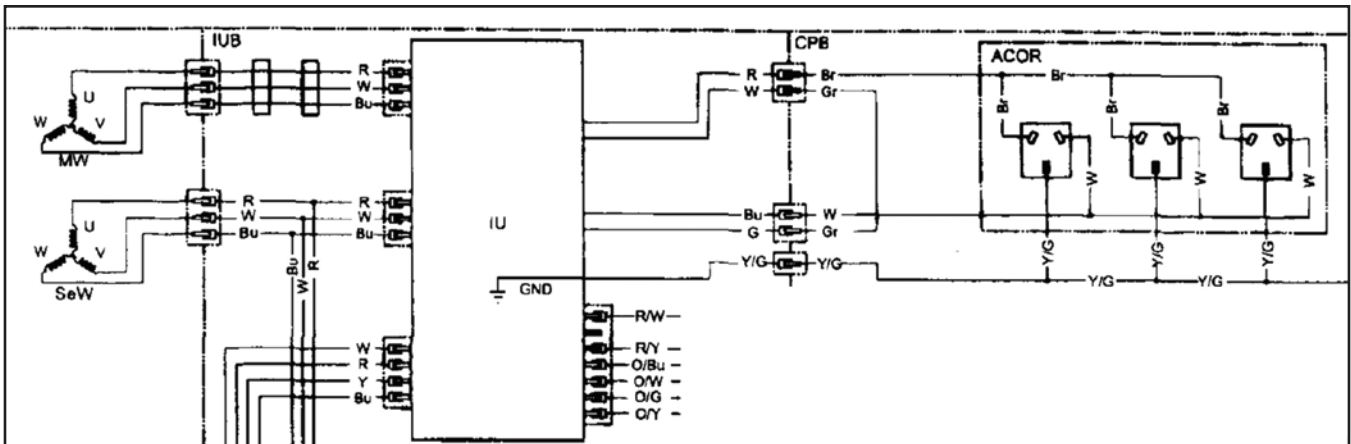 IUB
CPB
ACOR
R
W
Bu
U
W
V
MW
R
W
Br
Gr
Br
Br
Br
Br
W
W
W
R
W
Bu
R
W
Bu
U
W
V
SeW
Bu
W
R
IU
Bu
G
W
Gr
Y/G
Y/G
GND
Y/G
Y/G
Y/G
Y/G
Y/G
W
R
Y
Bu
R/W
R/Y
O/Bu
O/W
O/G
O/Y